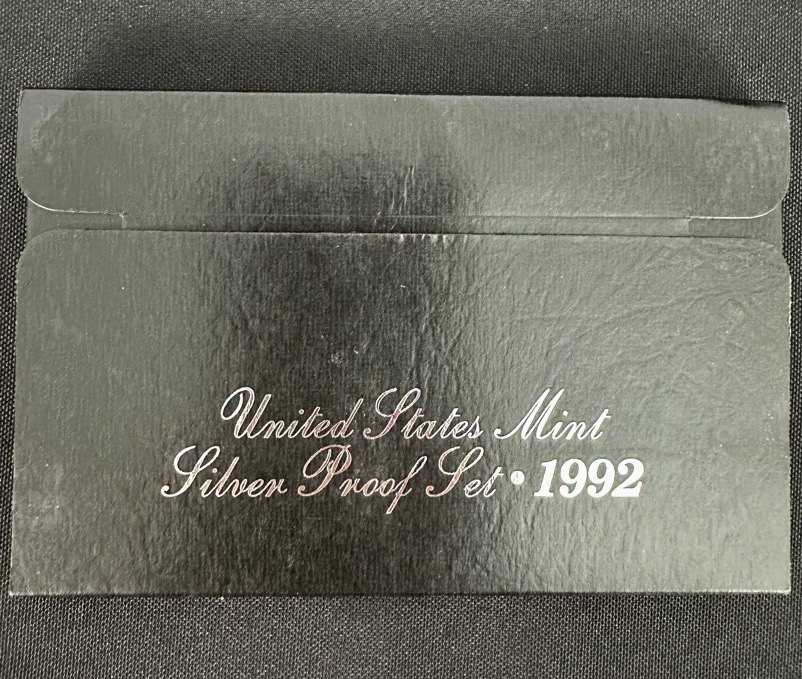 United States Mint
Silver Proof Set • 1992